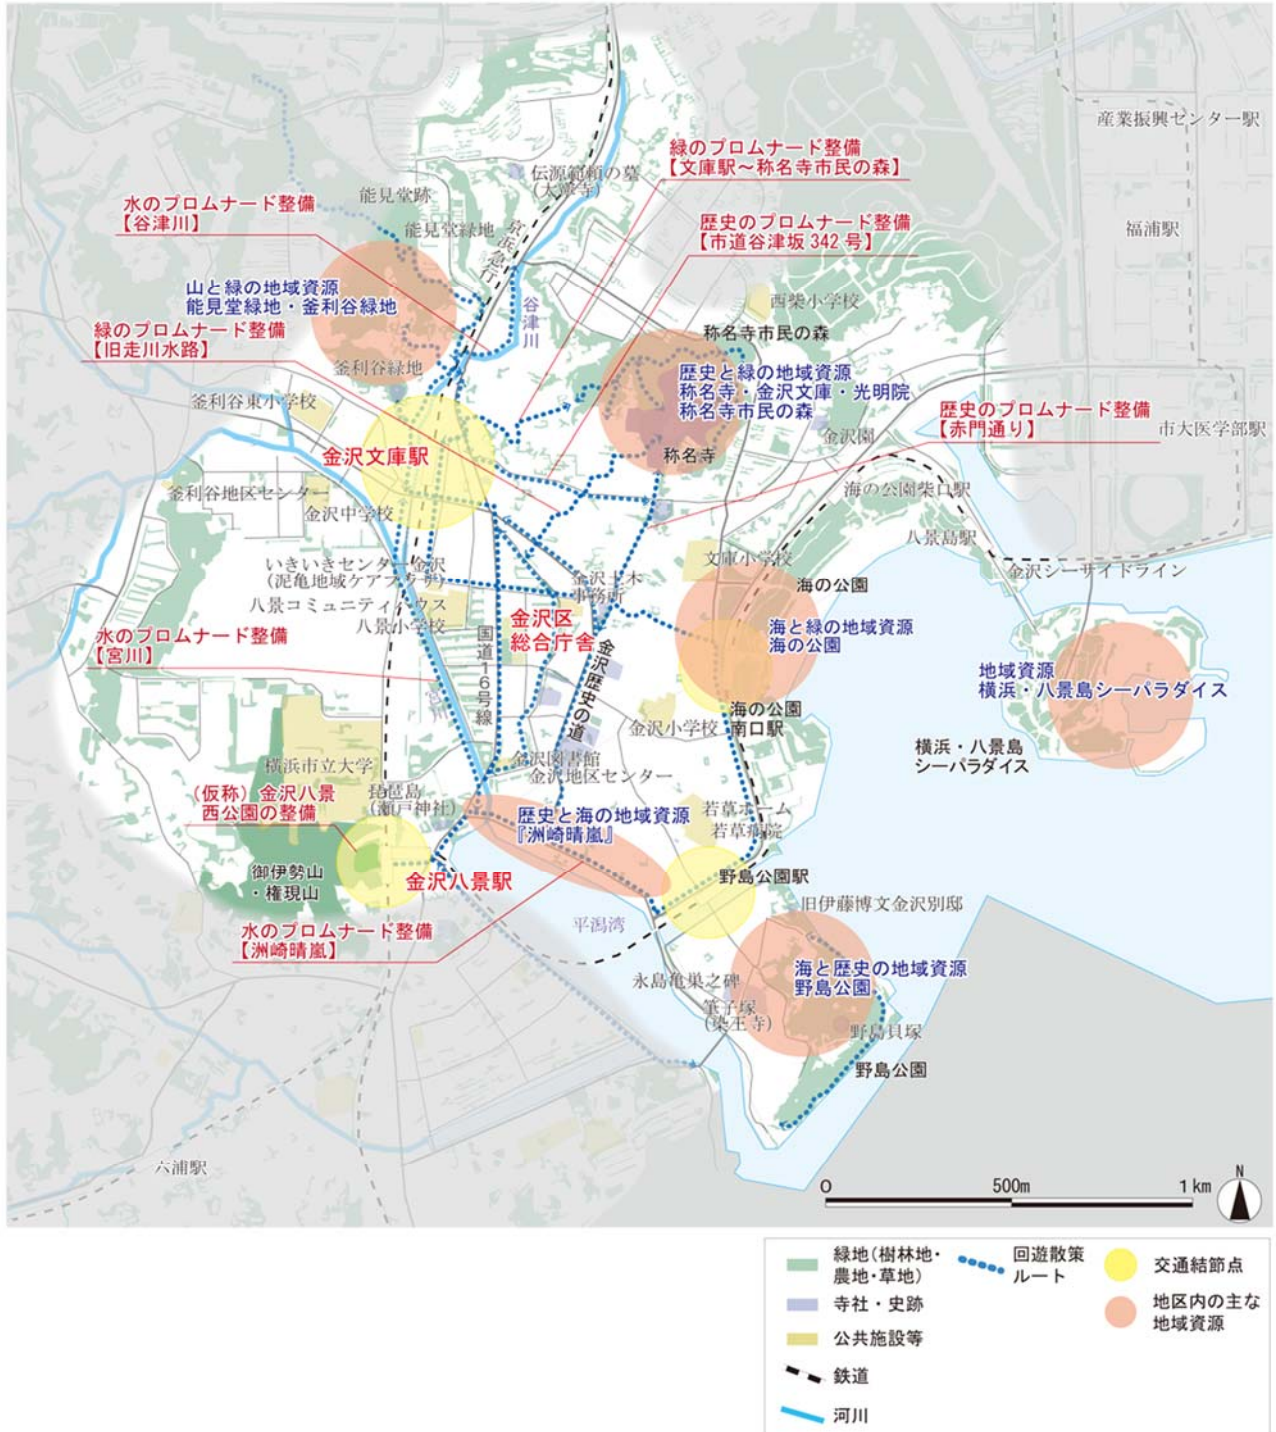 産業振興センター駅
緑のプロムナード整備
【文庫駅～称名寺市民の森】
伝源範頼の墓
(太寧寺)
能見堂跡
水のプロムナード整備
【谷津川】
歴史のプロムナード整備
【市道谷津坂342号】
能見堂緑地
京浜急行
福浦駅
山と緑の地域資源
能見堂緑地・釜利谷緑地
谷津川
西柴小学校
緑のプロムナード整備
【旧走川水路】
称名寺市民の森
釜利谷緑地
歴史と緑の地域資源
称名寺・金沢文庫・光明院
称名寺市民の森
釜利谷東小学校
歴史のプロムナード整備
【赤門通り】
金沢園
市大医学部駅
金沢文庫駅
称名寺
釜利谷地区センター
金沢中学校
海の公園柴口駅
八景島駅
文庫小学校
いきいきセンター金沢
(泥亀地域ケアプラザ)
金沢土木
事務所
金沢シーサイドライン
海の公園
八景コミュニティハウス
八景小学校
金沢区
総合庁舎
水のプロムナード整備
【宮川】
国道16号線
海と緑の地域資源
海の公園
金沢歴史の道
地域資源
横浜・八景島シーパラダイス
海の公園
南口駅
金沢小学校
横浜・八景島
シーパラダイス
金沢図書館
金沢地区センター
横浜市立大学
(仮称)金沢八景
西公園の整備
琵琶島
(瀬戸神社)
歴史と海の地域資源
『洲崎晴嵐』
若草ホーム
若草病院
御伊勢山
・権現山
金沢八景駅
野島公園駅
旧伊藤博文金沢別邸
水のプロムナード整備
【洲崎晴嵐】
平潟湾
海と歴史の地域資源
野島公園
永島亀巣之碑
筆子塚
(染王寺)
野島貝塚
野島公園
六浦駅
0
500m
1km
N
緑地(樹林地・
農地・草地)
回遊散策
ルート
交通結節点
寺社・史跡
地区内の主な
地域資源
公共施設等
鉄道
河川